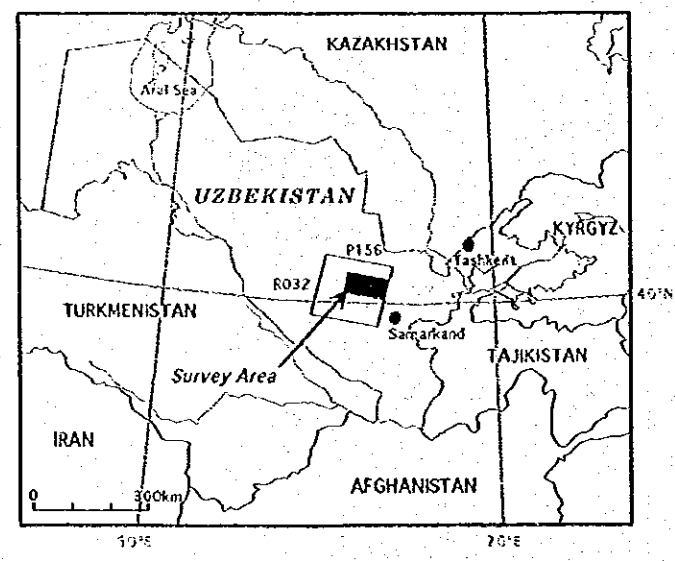 KAZAKHSTAN
Aral Sea
UZBEKISTAN
KYRGYZ
P156
Tashkent
R032
40°N
TURKMENISTAN
Samarkand
TAJIKISTAN
Survey Area
IRAN
AFGHANISTAN
0 300km